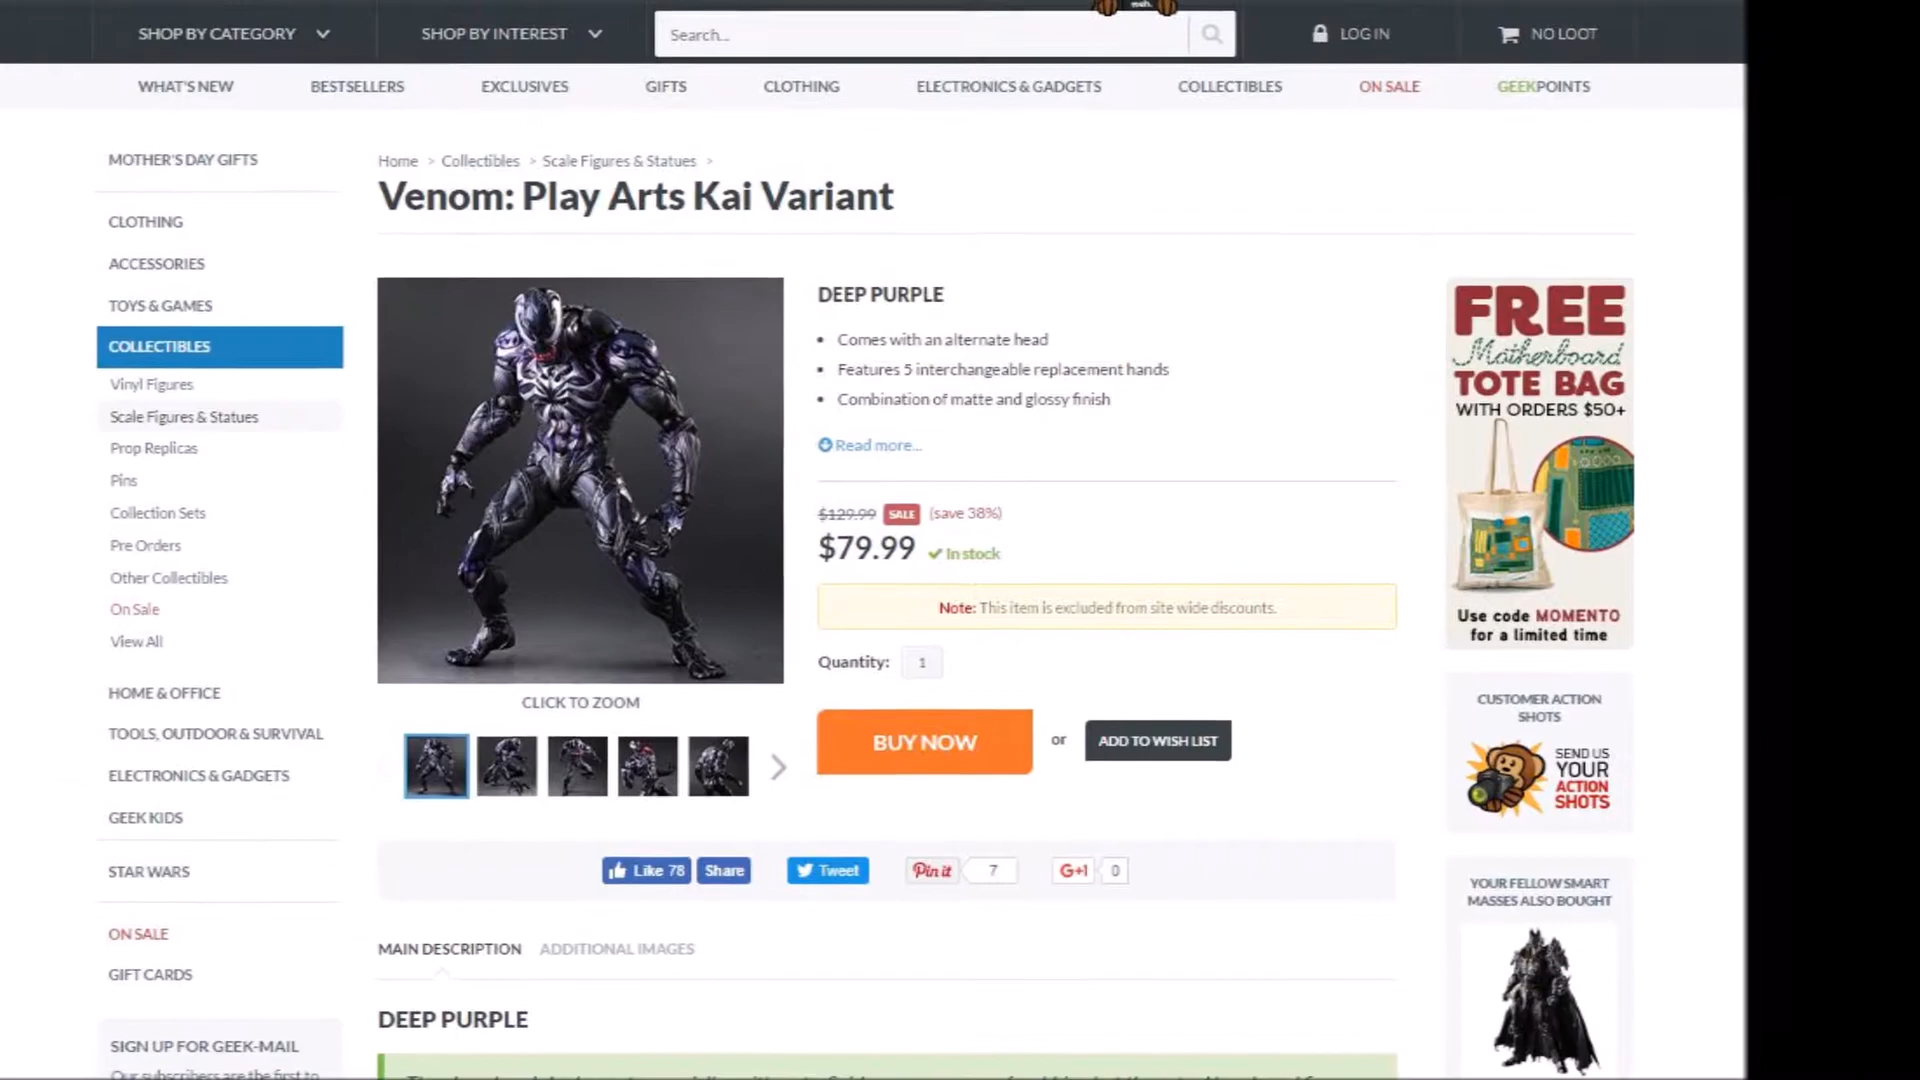 SHOP BY CATEGORY
SHOP BY INTEREST
Search...
LOG IN
NO LOOT
WHAT'S NEW
BESTSELLERS
EXCLUSIVES
GIFTS
CLOTHING
ELECTRONICS & GADGETS
COLLECTIBLES
ON SALE
GEEKPOINTS
MOTHER'S DAY GIFTS
CLOTHING
ACCESSORIES
TOYS & GAMES
COLLECTIBLES
Vinyl Figures
Scale Figures & Statues
Prop Replicas
Pins
Collection Sets
Pre Orders
Other Collectibles
On Sale
View All
HOME & OFFICE
TOOLS, OUTDOOR & SURVIVAL
ELECTRONICS & GADGETS
GEEK KIDS
STAR WARS
ON SALE
GIFT CARDS
SIGN UP FOR GEEK-MAIL
Our subscribers are the first to
Home > Collectibles > Scale Figures & Statues >
Venom: Play Arts Kai Variant
CLICK TO ZOOM
DEEP PURPLE
• Comes with an alternate head
• Features 5 interchangeable replacement hands
• Combination of matte and glossy finish
Read more...
$129.99 SALE (save 38%)
$79.99 In stock
Note: This item is excluded from site wide discounts.
Quantity: 1
BUY NOW or ADD TO WISH LIST
Like 78 Share Tweet Pin it 7 G+1 0
MAIN DESCRIPTION ADDITIONAL IMAGES
DEEP PURPLE
FREE
Motherboard
TOTE BAG
WITH ORDERS $50+
Use code MOMENTO
for a limited time
CUSTOMER ACTION
SHOTS
SEND US
YOUR
ACTION
SHOTS
YOUR FELLOW SMART
MASSES ALSO BOUGHT